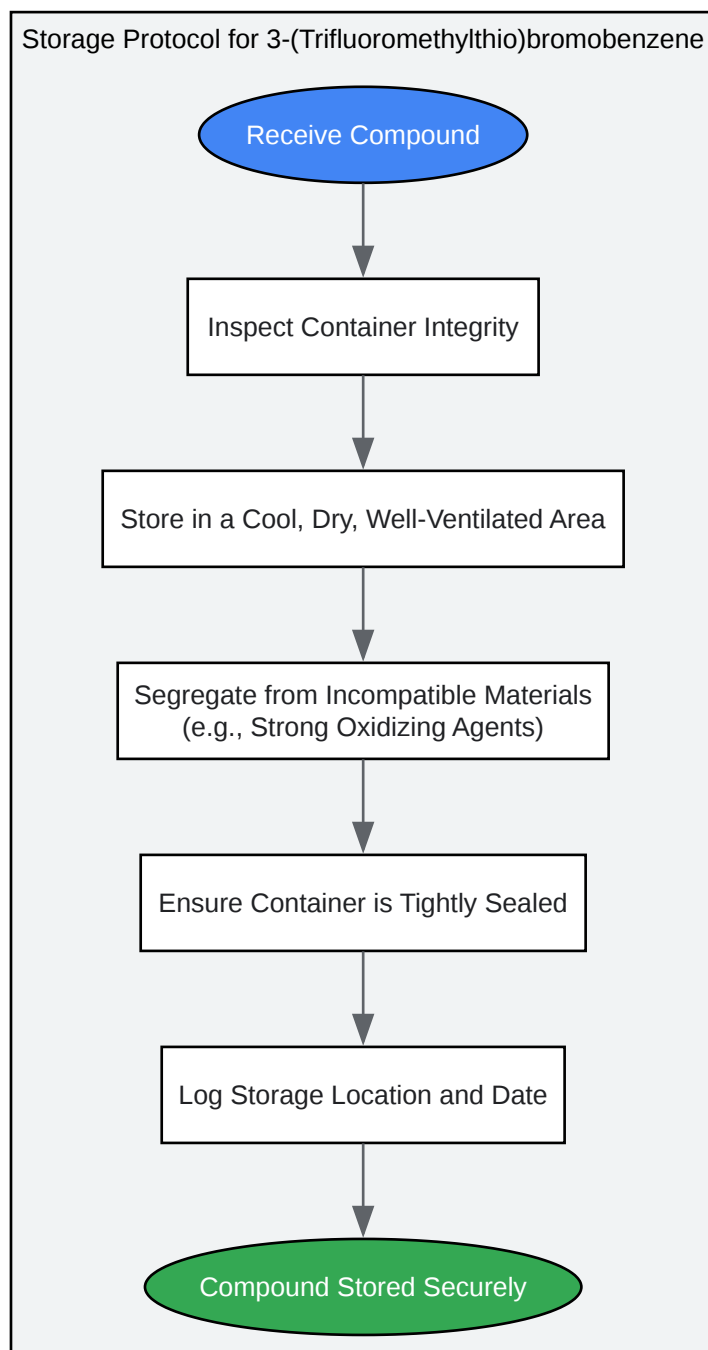 Storage Protocol for 3-(Trifluoromethylthio)bromobenzene
Receive Compound
Inspect Container Integrity
Store in a Cool, Dry, Well-Ventilated Area
Segregate from Incompatible Materials
(e.g., Strong Oxidizing Agents)
Ensure Container is Tightly Sealed
Log Storage Location and Date
Compound Stored Securely